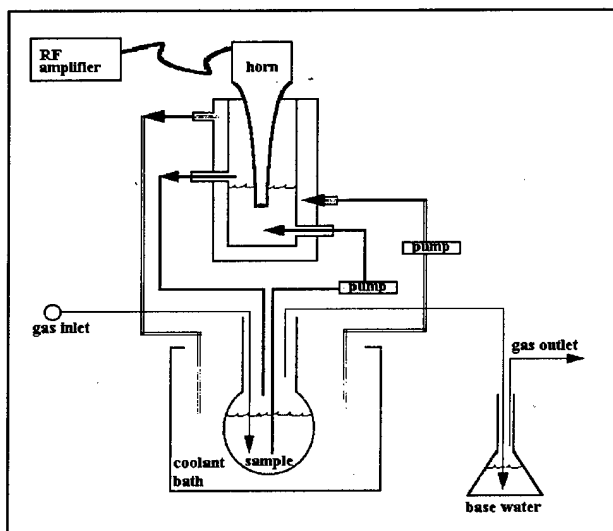 RF
amplifier
horn
pump
pump
gas inlet
gas outlet
coolant
bath
sample
base water